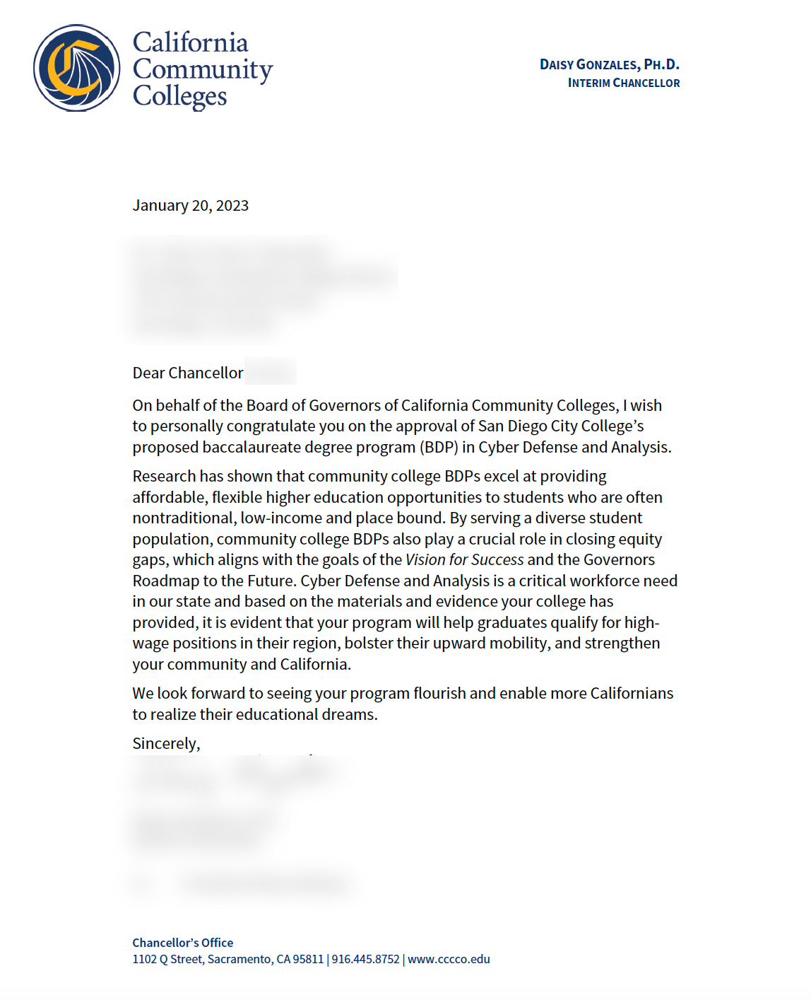 California
Community
Colleges
DAISY GONZALES, PH.D.
INTERIM CHANCELLOR
January 20, 2023
Dear Chancellor
On behalf of the Board of Governors of California Community Colleges, I wish
to personally congratulate you on the approval of San Diego City College’s
proposed baccalaureate degree program (BDP) in Cyber Defense and Analysis.
Research has shown that community college BDPs excel at providing
affordable, flexible higher education opportunities to students who are often
nontraditional, low-income and place bound. By serving a diverse student
population, community college BDPs also play a crucial role in closing equity
gaps, which aligns with the goals of the Vision for Success and the Governors
Roadmap to the Future. Cyber Defense and Analysis is a critical workforce need
in our state and based on the materials and evidence your college has
provided, it is evident that your program will help graduates qualify for high-
wage positions in their region, bolster their upward mobility, and strengthen
your community and California.
We look forward to seeing your program flourish and enable more Californians
to realize their educational dreams.
Sincerely,
Chancellor’s Office
1102 Q Street, Sacramento, CA 95811 | 916.445.8752 | www.cccco.edu